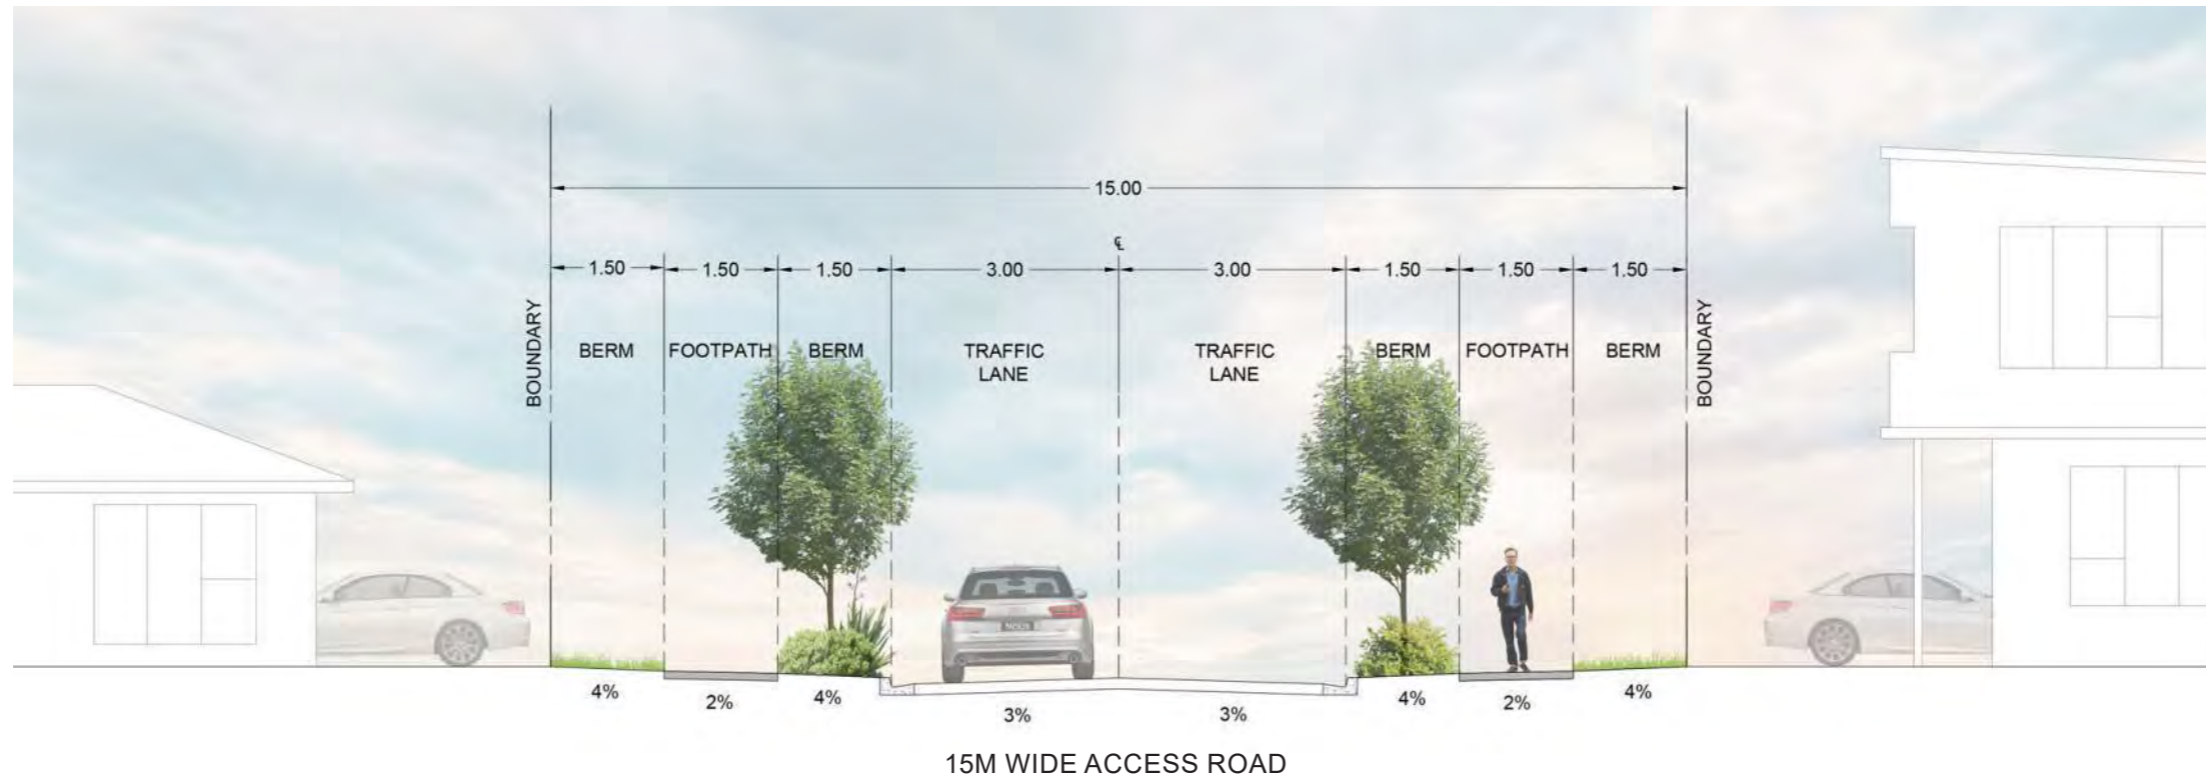 15.00
℄
1.50 1.50 1.50 3.00 3.00 1.50 1.50 1.50
BOUNDARY
BERM FOOTPATH BERM TRAFFIC LANE TRAFFIC LANE BERM FOOTPATH BERM
BOUNDARY
4% 2% 4% 3% 3% 4% 2% 4%
15M WIDE ACCESS ROAD